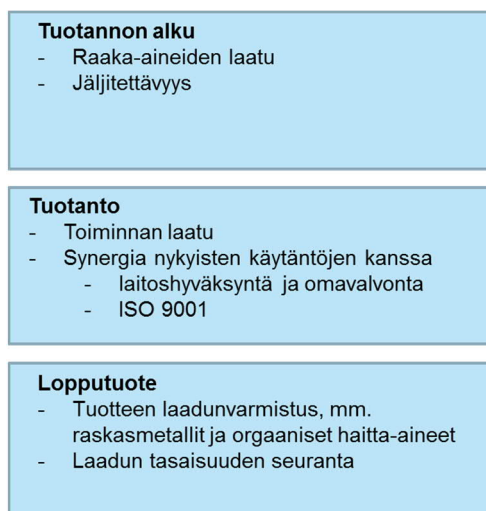 Tuotannon alku
- Raaka-aineiden laatu
- Jäljitettävyys
Tuotanto
- Toiminnan laatu
- Synergia nykyisten käytäntöjen kanssa
- laitoshyväksyntä ja omavalvonta
- ISO 9001
Lopputuote
- Tuotteen laadunvarmistus, mm.
raskasmetallit ja orgaaniset haitta-aineet
- Laadun tasaisuuden seuranta